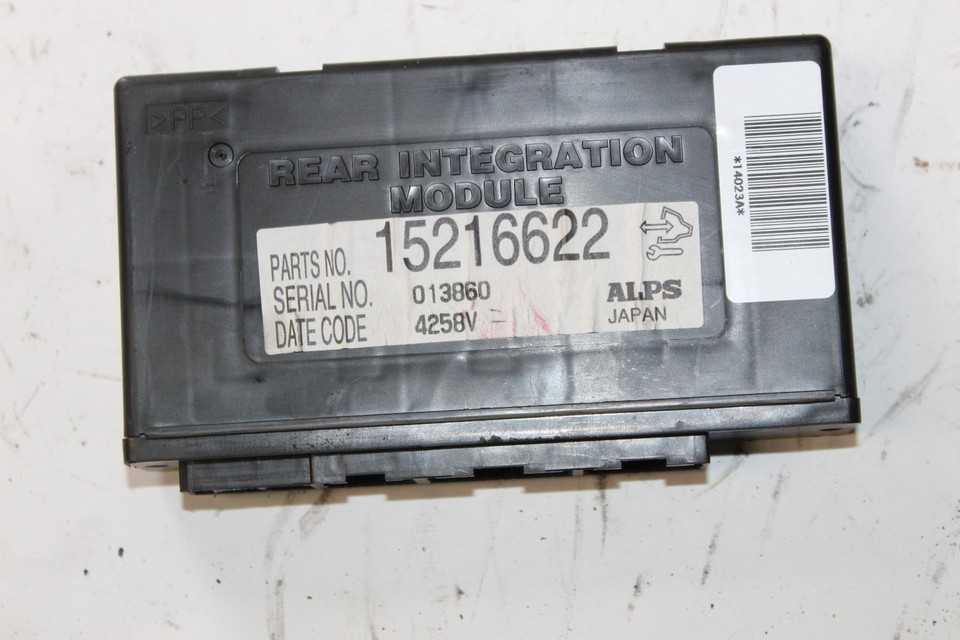 >PP<
REAR INTEGRATION
MODULE
PARTS NO. 15216622
SERIAL NO. 013860
DATE CODE 4258V
ALPS
JAPAN
*14023A*